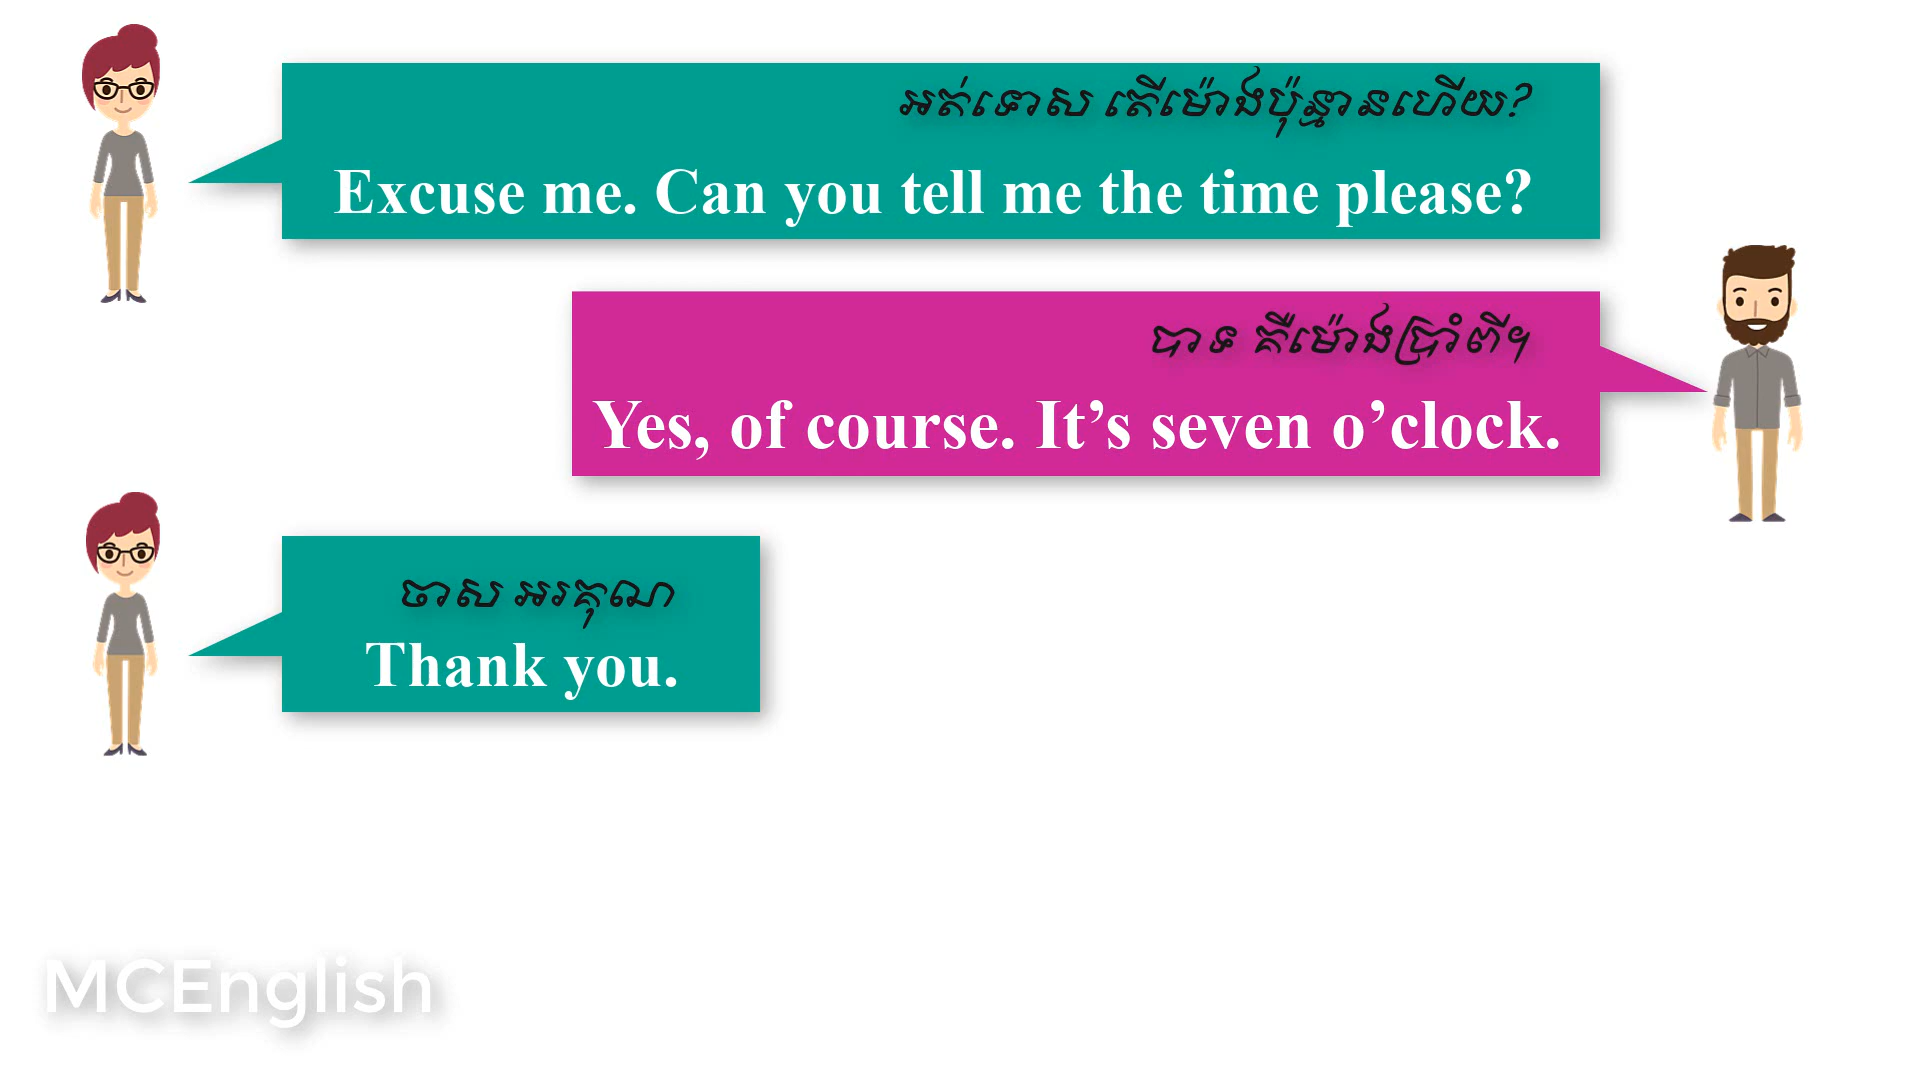 អត់ទោស តើម៉ោងប៉ុន្មានហើយ?
Excuse me. Can you tell me the time please?
បាទ គឺម៉ោងប្រាំពី។
Yes, of course. It’s seven o’clock.
ចាស អរគុណ
Thank you.
MCEnglish